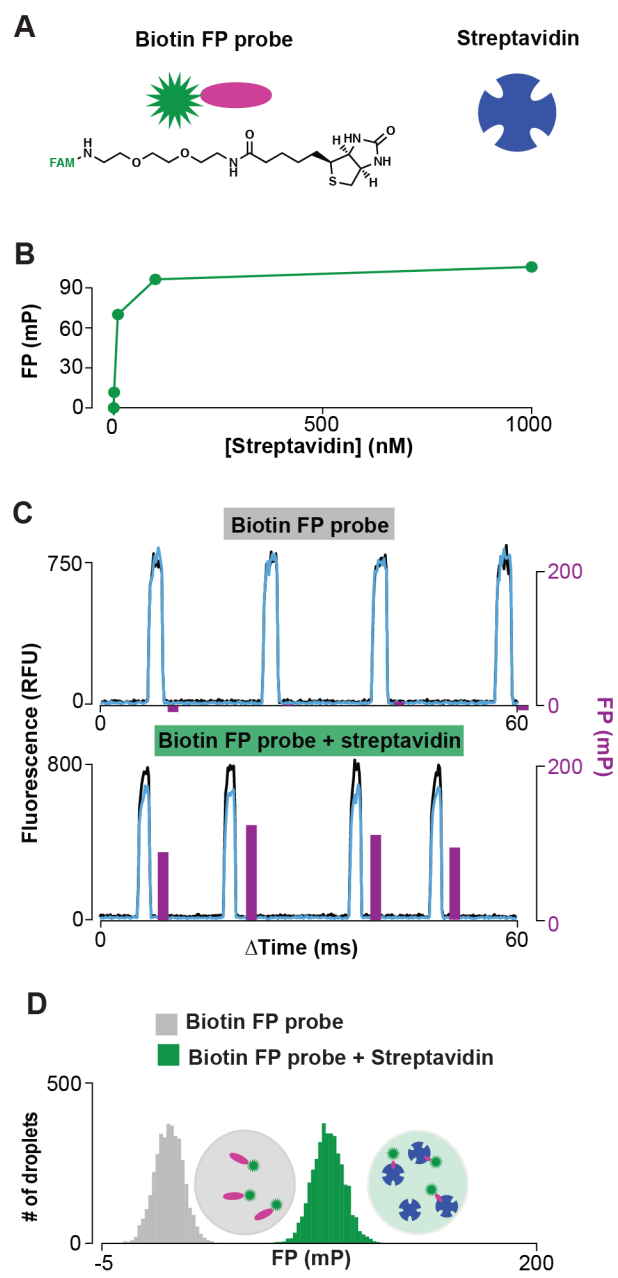 A
Biotin FP probe
Streptavidin
FAM
H
N
O
O
N
H
O
S
H
HN
O
NH
H
B
FP (mP)
90
60
30
0
0
500
1000
[Streptavidin] (nM)
C
Biotin FP probe
Fluorescence (RFU)
750
0
200
0
0
60
FP (mP)
Biotin FP probe + streptavidin
800
0
200
0
0
60
ΔTime (ms)
D
Biotin FP probe
Biotin FP probe + Streptavidin
# of droplets
500
0
-5
FP (mP)
200